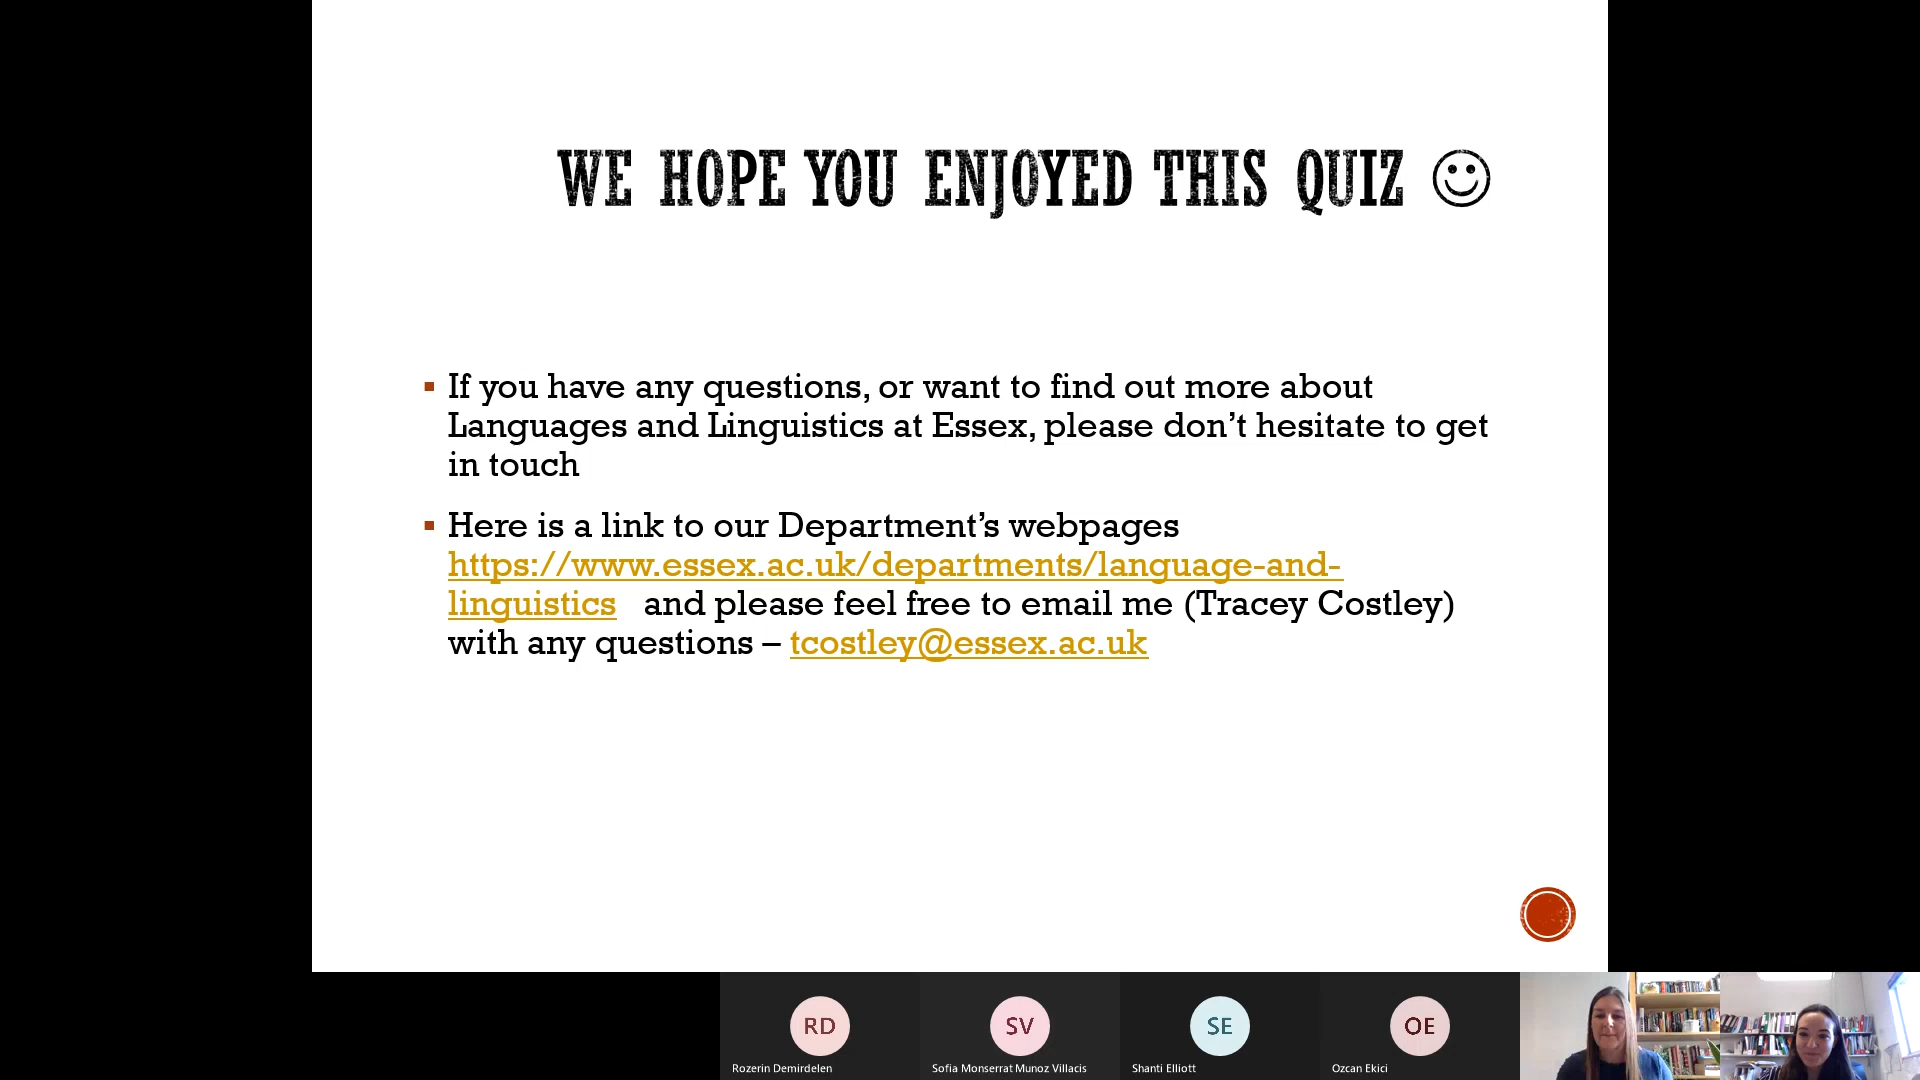 WE HOPE YOU ENJOYED THIS QUIZ ☺
▪ If you have any questions, or want to find out more about
Languages and Linguistics at Essex, please don’t hesitate to get
in touch
▪ Here is a link to our Department’s webpages
https://www.essex.ac.uk/departments/language-and-
linguistics and please feel free to email me (Tracey Costley)
with any questions – tcostley@essex.ac.uk
RD
SV
SE
OE
Rozerin Demirdelen
Sofia Monserrat Munoz Villacis
Shanti Elliott
Ozcan Ekici